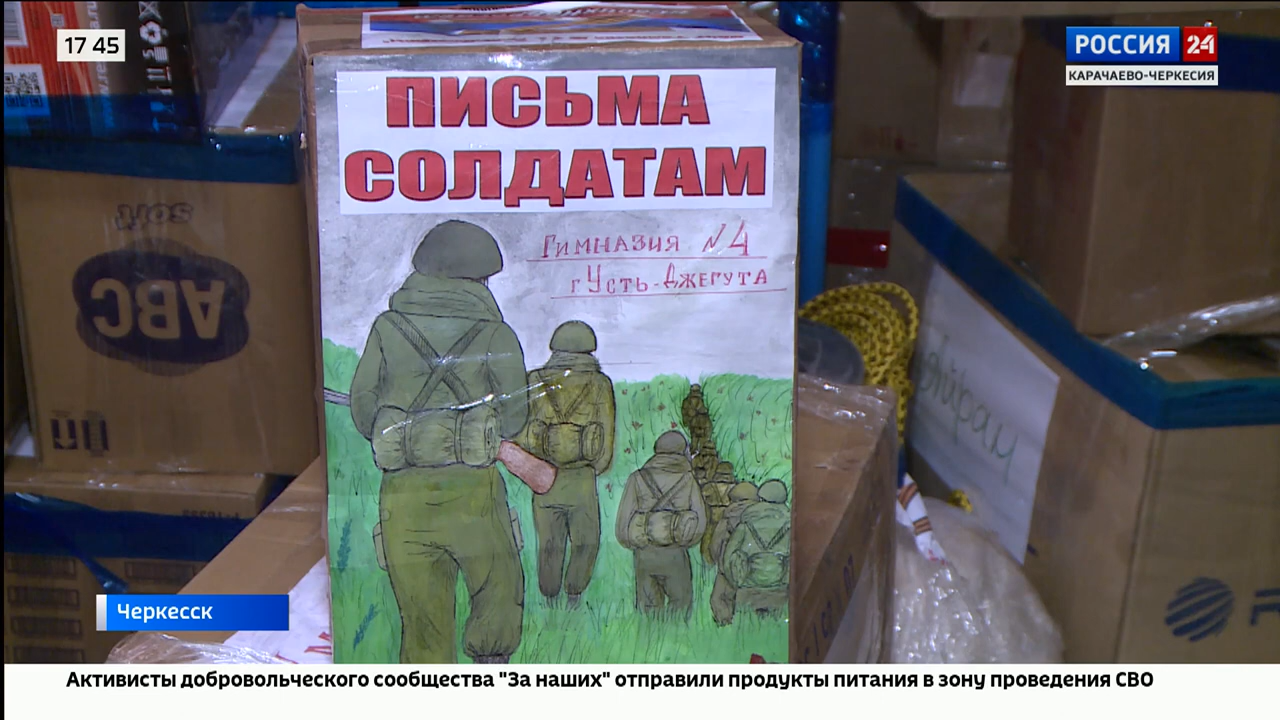 17 45
РОССИЯ 24
КАРАЧАЕВО-ЧЕРКЕСИЯ
ПИСЬМА
СОЛДАТАМ
ГИМНАЗИЯ №4
г УСТЬ-ДЖЕГУТА
SOFT
ABC
Черкесск
Активисты добровольческого сообщества "За наших" отправили продукты питания в зону проведения СВО